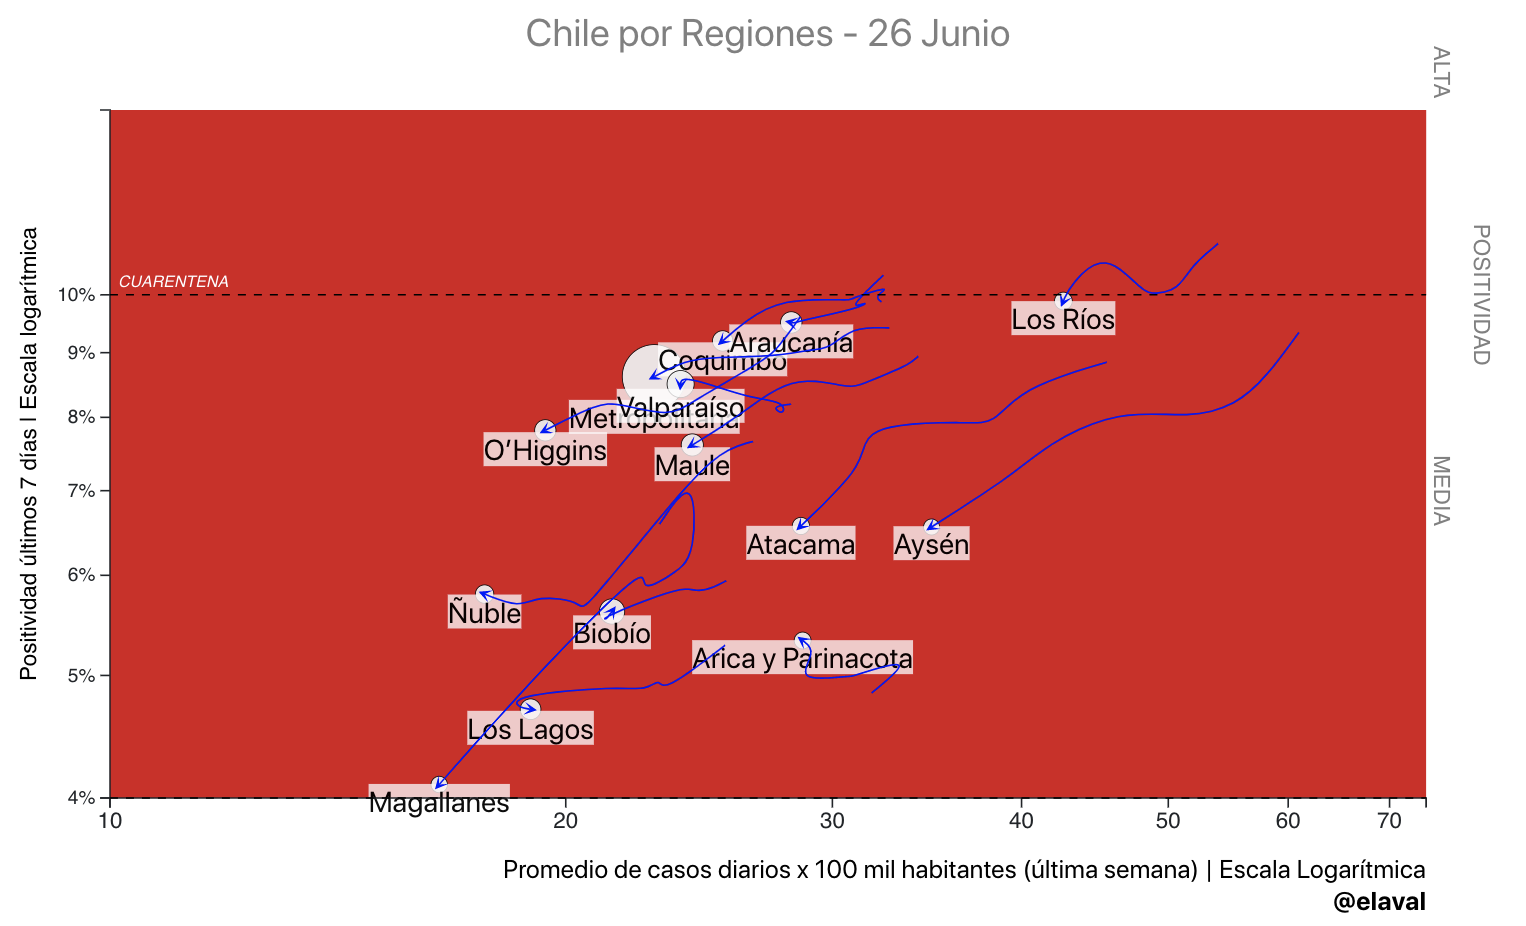 Chile por Regiones - 26 Junio
ALTA
POSITIVIDAD
MEDIA
Positividad últimos 7 días I Escala logarítmica
CUARENTENA
10%
9%
8%
7%
6%
5%
4%
Los Ríos
Araucanía
Coquimbo
Valparaíso
Metropolitana
O’Higgins
Maule
Atacama
Aysén
Ñuble
Biobío
Arica y Parinacota
Los Lagos
Magallanes
10 20 30 40 50 60 70
Promedio de casos diarios x 100 mil habitantes (última semana) | Escala Logarítmica
@elaval